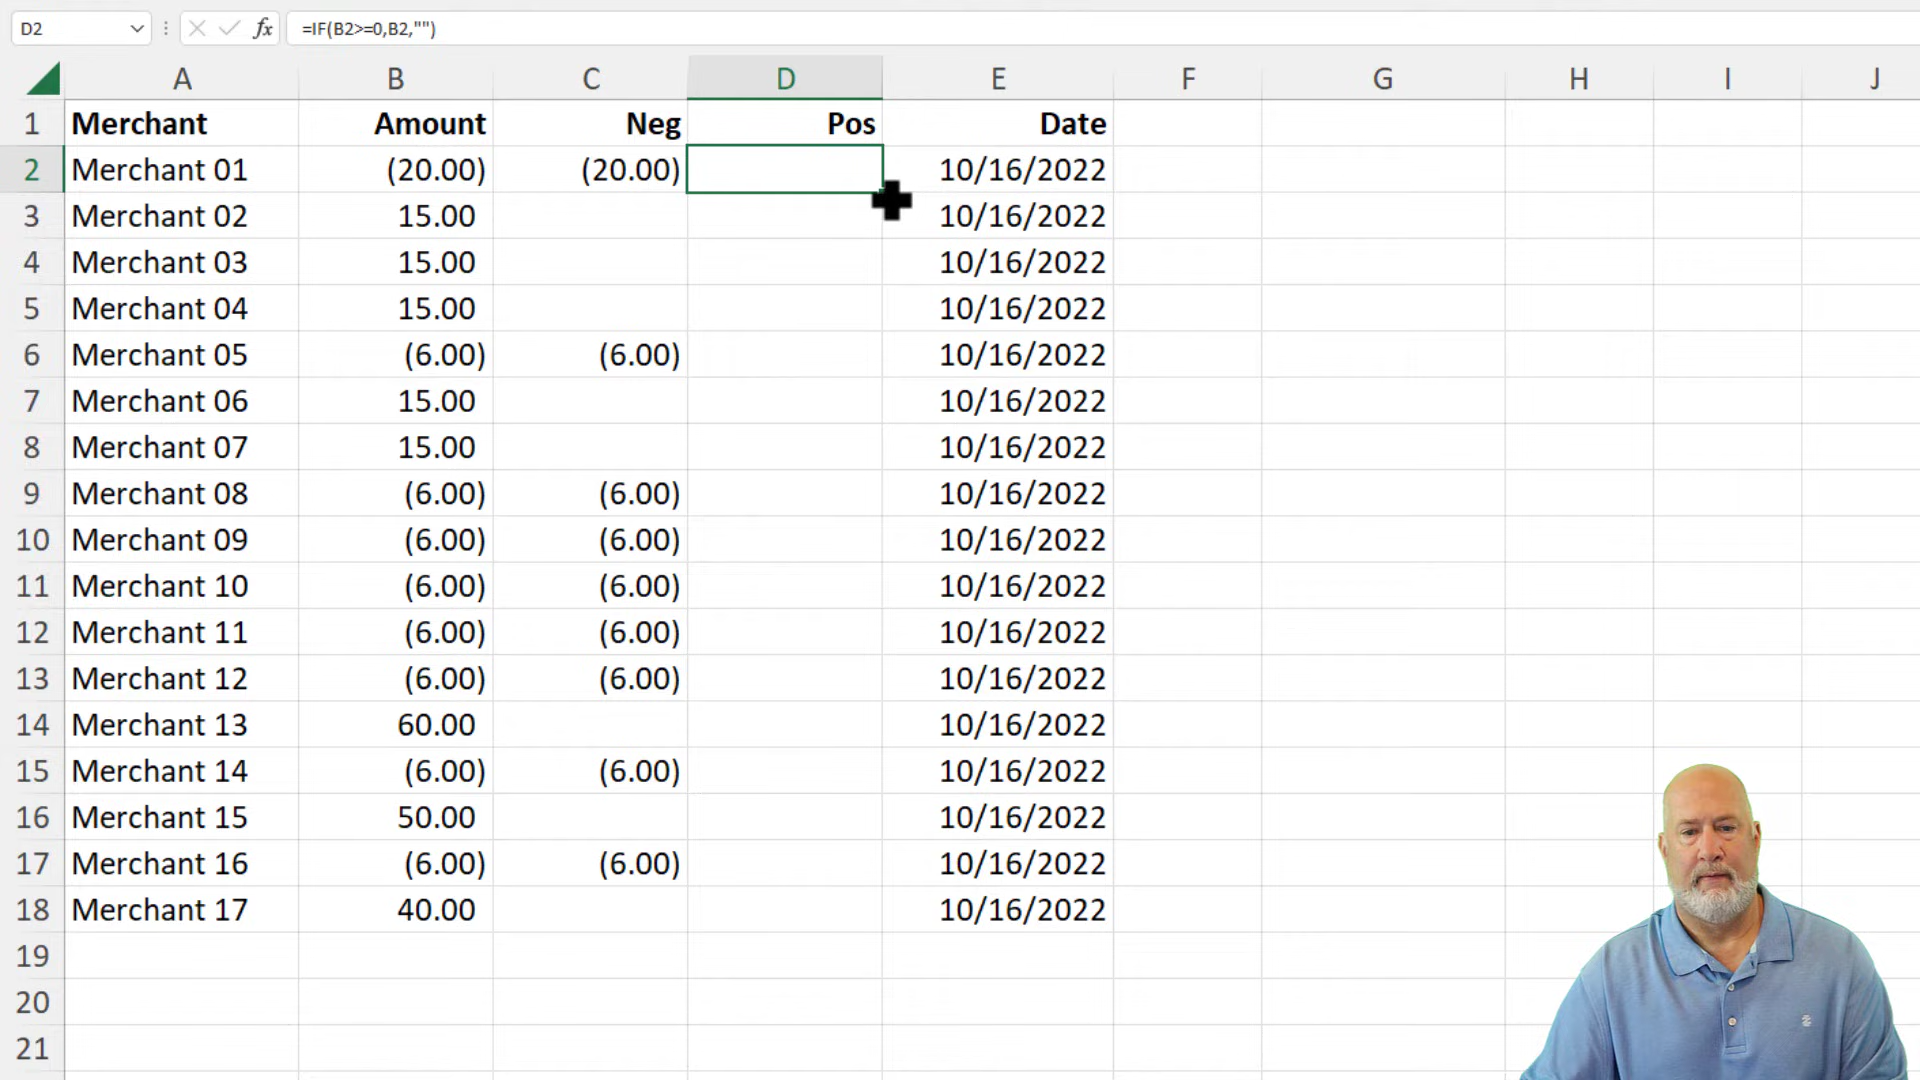 D2 fx =IF(B2>=0,B2,"")
A B C D E F G H I J
1 Merchant Amount Neg Pos Date
2 Merchant 01 (20.00) (20.00) 10/16/2022
3 Merchant 02 15.00 10/16/2022
4 Merchant 03 15.00 10/16/2022
5 Merchant 04 15.00 10/16/2022
6 Merchant 05 (6.00) (6.00) 10/16/2022
7 Merchant 06 15.00 10/16/2022
8 Merchant 07 15.00 10/16/2022
9 Merchant 08 (6.00) (6.00) 10/16/2022
10 Merchant 09 (6.00) (6.00) 10/16/2022
11 Merchant 10 (6.00) (6.00) 10/16/2022
12 Merchant 11 (6.00) (6.00) 10/16/2022
13 Merchant 12 (6.00) (6.00) 10/16/2022
14 Merchant 13 60.00 10/16/2022
15 Merchant 14 (6.00) (6.00) 10/16/2022
16 Merchant 15 50.00 10/16/2022
17 Merchant 16 (6.00) (6.00) 10/16/2022
18 Merchant 17 40.00 10/16/2022
19
20
21